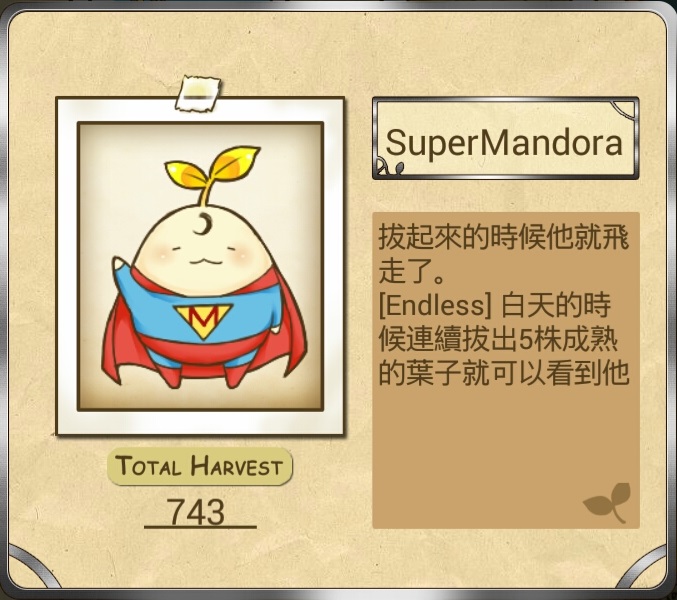 SuperMandora
拔起來的時候他就飛
走了。
[Endless] 白天的時
候連續拔出5株成熟
的葉子就可以看到他
M
TOTAL HARVEST
743